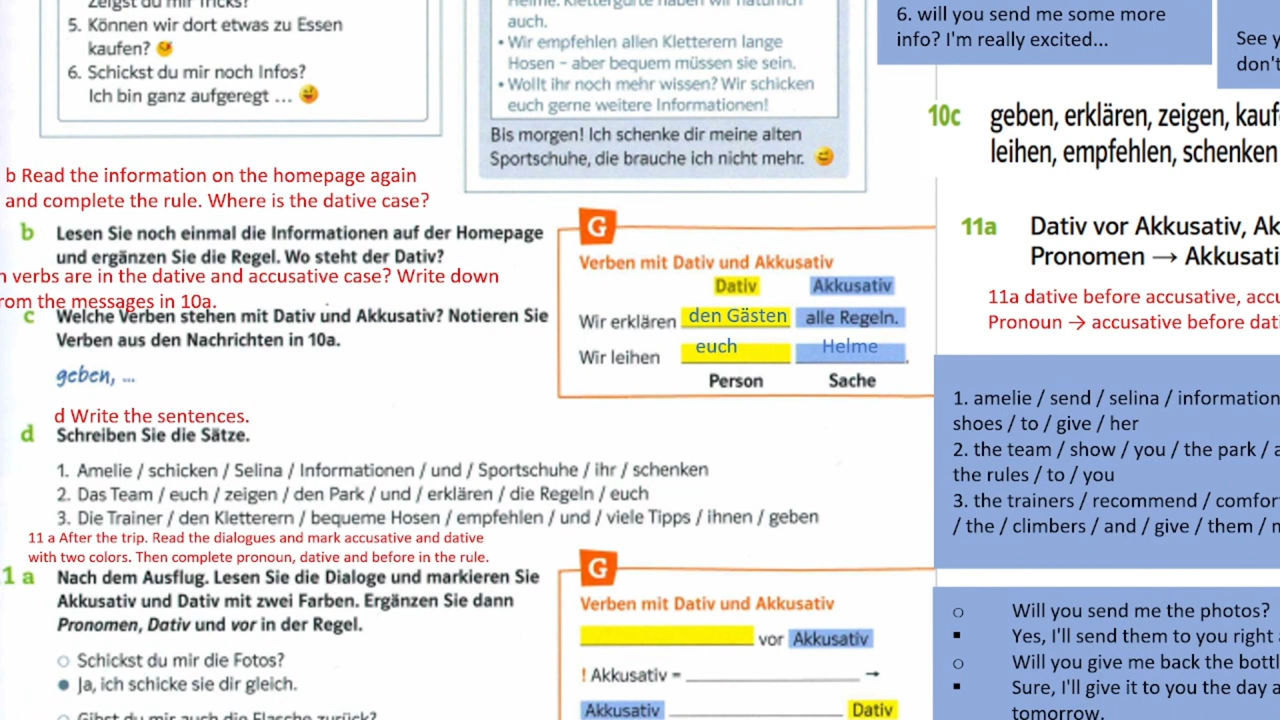 Zeigst du mir Tricks?
5. Können wir dort etwas zu Essen
kaufen?
6. Schickst du mir noch Infos?
Ich bin ganz aufgeregt ...
Helme. Klettergurte haben wir natürlich
auch.
• Wir empfehlen allen Kletterern lange
Hosen – aber bequem müssen sie sein.
• Wollt ihr noch mehr wissen? Wir schicken
euch gerne weitere Informationen!
Bis morgen! Ich schenke dir meine alten
Sportschuhe, die brauche ich nicht mehr.
6. will you send me some more
info? I'm really excited...
See y
don't
10c geben, erklären, zeigen, kauf
leihen, empfehlen, schenken
b Read the information on the homepage again
and complete the rule. Where is the dative case?
b Lesen Sie noch einmal die Informationen auf der Homepage
und ergänzen Sie die Regel. Wo steht der Dativ?
h verbs are in the dative and accusative case? Write down
rom the messages in 10a.
c Welche Verben stehen mit Dativ und Akkusativ? Notieren Sie
Verben aus den Nachrichten in 10a.
geben, ...
G
Verben mit Dativ und Akkusativ
Dativ Akkusativ
Wir erklären den Gästen alle Regeln.
Wir leihen euch Helme .
Person Sache
11a Dativ vor Akkusativ, Ak
Pronomen → Akkusati
11a dative before accusative, accu
Pronoun → accusative before dati
d Write the sentences.
d Schreiben Sie die Sätze.
1. Amelie / schicken / Selina / Informationen / und / Sportschuhe / ihr / schenken
2. Das Team / euch / zeigen / den Park / und / erklären / die Regeln / euch
3. Die Trainer / den Kletterern / bequeme Hosen / empfehlen / und / viele Tipps / ihnen / geben
1. amelie / send / selina / information
shoes / to / give / her
2. the team / show / you / the park / a
the rules / to / you
3. the trainers / recommend / comfor
/ the / climbers / and / give / them / m
11 a After the trip. Read the dialogues and mark accusative and dative
with two colors. Then complete pronoun, dative and before in the rule.
1 a Nach dem Ausflug. Lesen Sie die Dialoge und markieren Sie
Akkusativ und Dativ mit zwei Farben. Ergänzen Sie dann
Pronomen, Dativ und vor in der Regel.
○ Schickst du mir die Fotos?
● Ja, ich schicke sie dir gleich.
○ Gibst du mir auch die Flasche zurück?
G
Verben mit Dativ und Akkusativ
vor Akkusativ
! Akkusativ = ____________ →
Akkusativ ____________ Dativ
○ Will you send me the photos?
▪ Yes, I'll send them to you right a
○ Will you give me back the bottl
▪ Sure, I'll give it to you the day a
tomorrow.